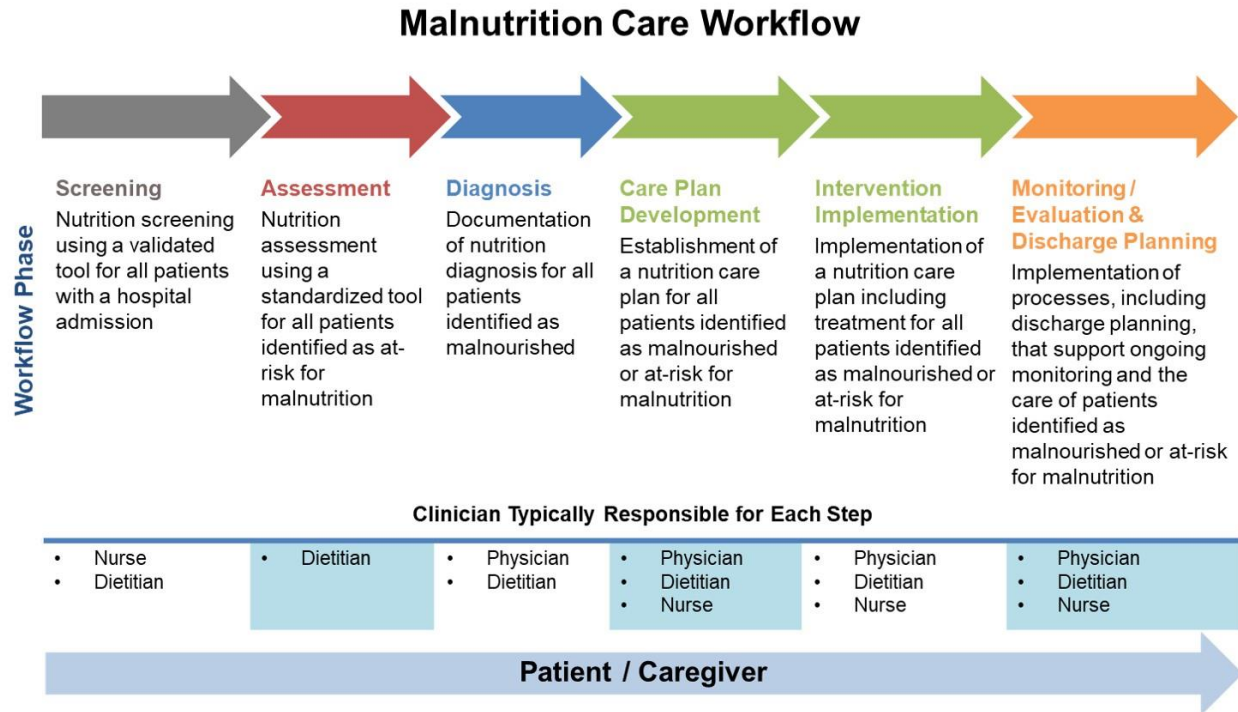 Malnutrition Care Workflow
Workflow Phase
Screening
Nutrition screening
using a validated
tool for all patients
with a hospital
admission
Assessment
Nutrition
assessment
using a
standardized tool
for all patients
identified as at-
risk for
malnutrition
Diagnosis
Documentation
of nutrition
diagnosis for all
patients
identified as
malnourished
Care Plan
Development
Establishment of
a nutrition care
plan for all
patients identified
as malnourished
or at-risk for
malnutrition
Intervention
Implementation
Implementation of
a nutrition care
plan including
treatment for all
patients identified
as malnourished or
at-risk for
malnutrition
Monitoring /
Evaluation &
Discharge Planning
Implementation of
processes, including
discharge planning,
that support ongoing
monitoring and the
care of patients
identified as
malnourished or at-risk
for malnutrition
Clinician Typically Responsible for Each Step
• Nurse
• Dietitian
• Dietitian
• Physician
• Dietitian
• Physician
• Dietitian
• Nurse
• Physician
• Dietitian
• Nurse
• Physician
• Dietitian
• Nurse
Patient / Caregiver